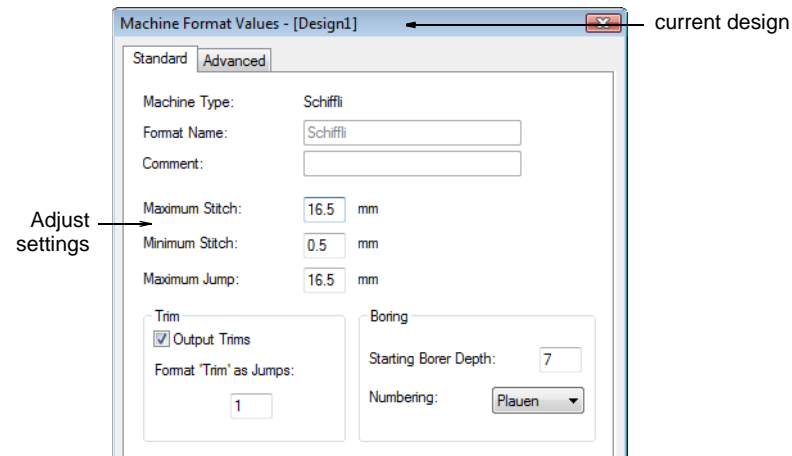 Machine Format Values - [Design1]
current design
Standard Advanced
Machine Type: Schiffli
Format Name: Schiffli
Comment:
Adjust
settings
Maximum Stitch: 16.5 mm
Minimum Stitch: 0.5 mm
Maximum Jump: 16.5 mm
Trim
Output Trims
Format 'Trim' as Jumps:
1
Boring
Starting Borer Depth: 7
Numbering: Plauen